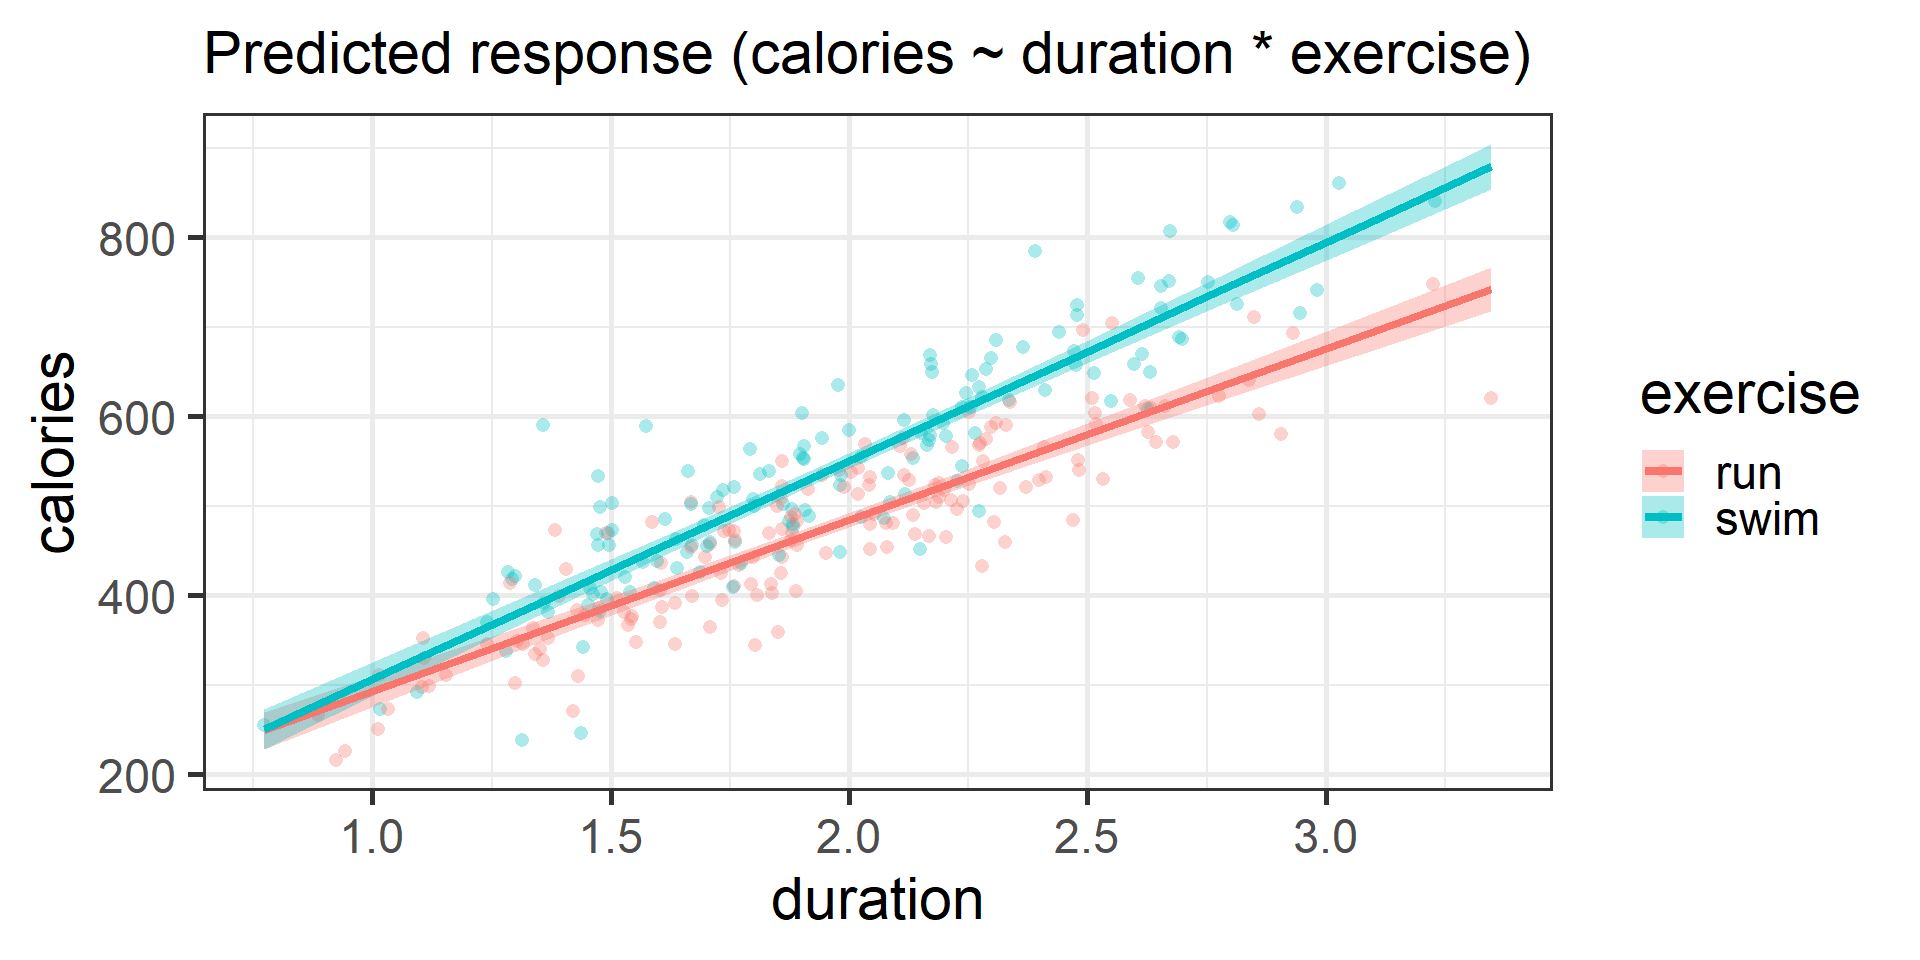 Predicted response (calories ~ duration * exercise)
calories
800
600
400
200
1.0 1.5 2.0 2.5 3.0
duration
exercise
run
swim